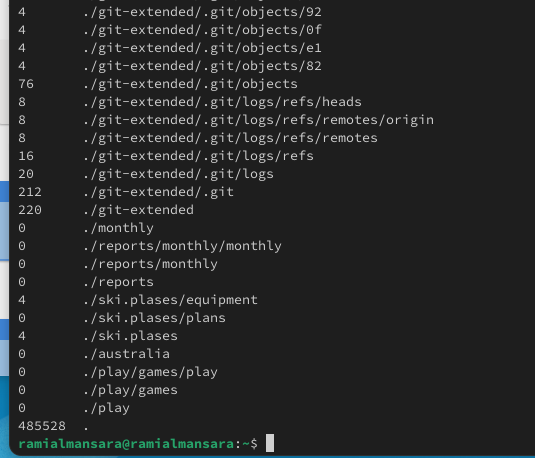 4 ./git-extended/.git/objects/92
4 ./git-extended/.git/objects/0f
4 ./git-extended/.git/objects/e1
4 ./git-extended/.git/objects/82
76 ./git-extended/.git/objects
8 ./git-extended/.git/logs/refs/heads
8 ./git-extended/.git/logs/refs/remotes/origin
8 ./git-extended/.git/logs/refs/remotes
16 ./git-extended/.git/logs/refs
20 ./git-extended/.git/logs
212 ./git-extended/.git
220 ./git-extended
0 ./monthly
0 ./reports/monthly/monthly
0 ./reports/monthly
0 ./reports
4 ./ski.plases/equipment
0 ./ski.plases/plans
4 ./ski.plases
0 ./australia
0 ./play/games/play
0 ./play/games
0 ./play
485528 .
ramialmansara@ramialmansara:~$